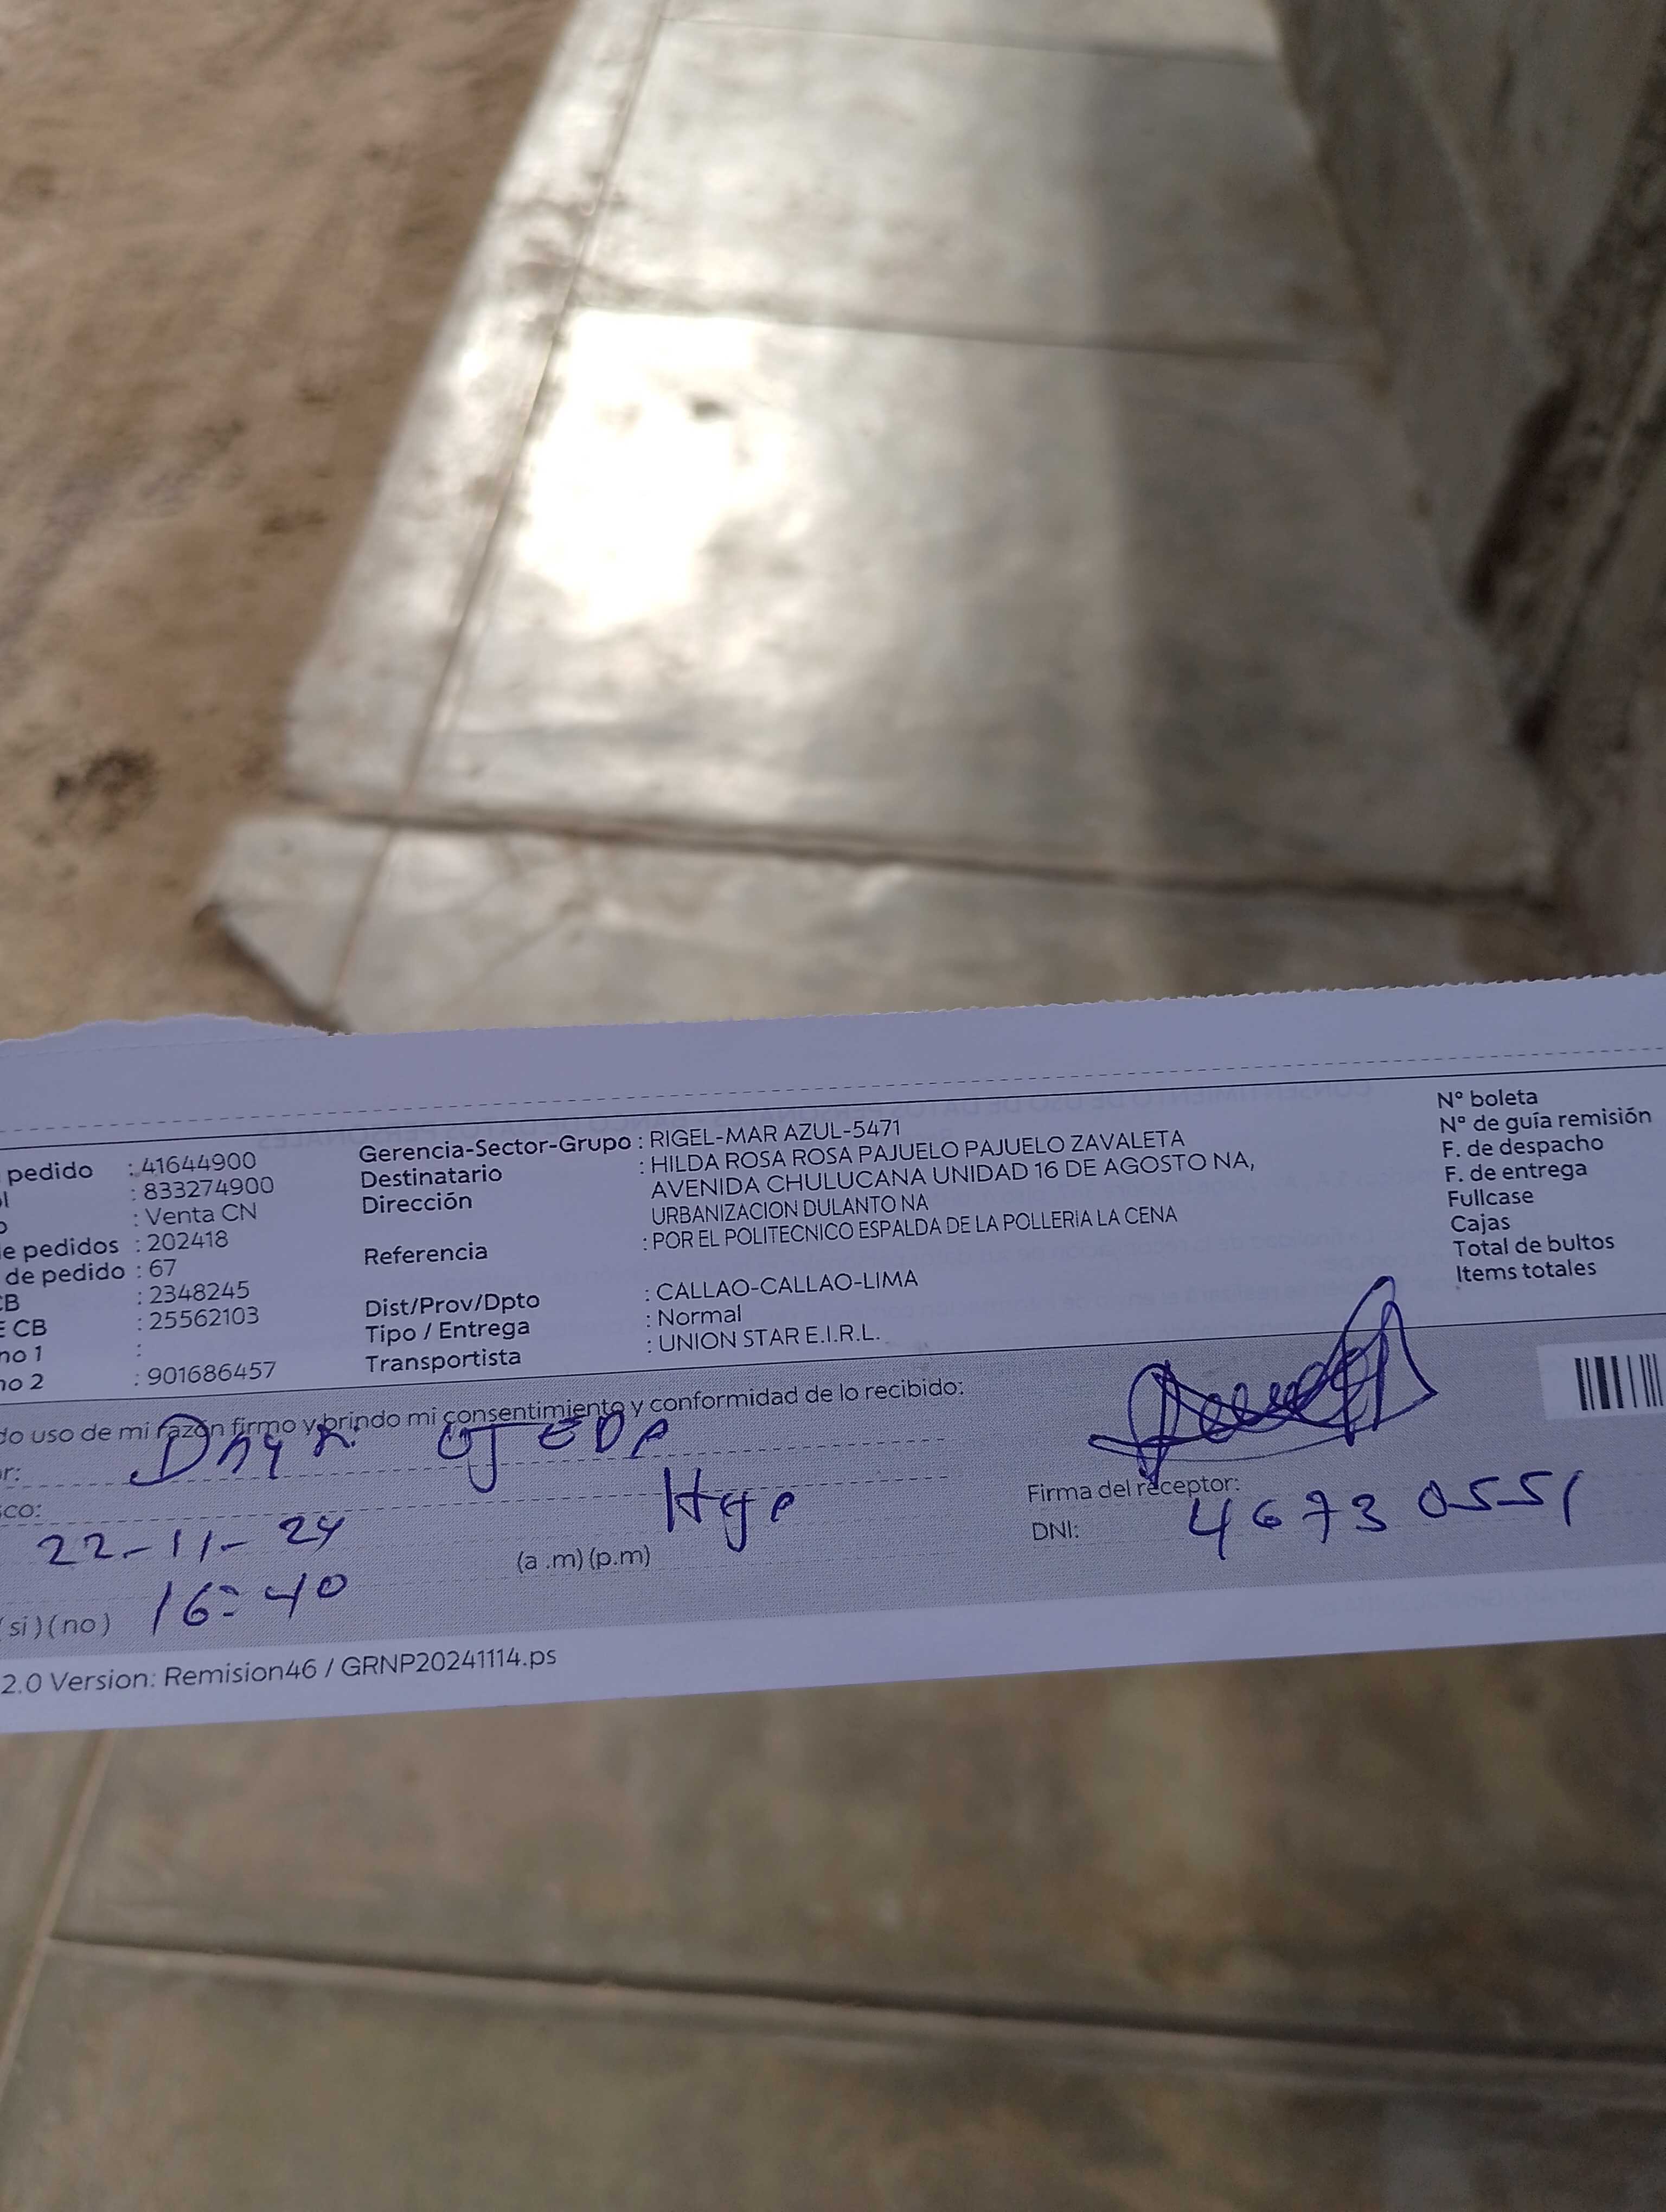 pedido : 41644900
l : 833274900
o : Venta CN
e pedidos : 202418
de pedido : 67
CB : 2348245
E CB : 25562103
no 1 :
no 2 : 901686457
Gerencia-Sector-Grupo : RIGEL-MAR AZUL-5471
Destinatario : HILDA ROSA ROSA PAJUELO PAJUELO ZAVALETA
Dirección AVENIDA CHULUCANA UNIDAD 16 DE AGOSTO NA,
URBANIZACION DULANTO NA
Referencia : POR EL POLITECNICO ESPALDA DE LA POLLERIA LA CENA
Dist/Prov/Dpto : CALLAO-CALLAO-LIMA
Tipo / Entrega : Normal
Transportista : UNION STAR E.I.R.L.
N° boleta
N° de guía remisión
F. de despacho
F. de entrega
Fullcase
Cajas
Total de bultos
Items totales
do uso de mi razón firmo y brindo mi consentimiento y conformidad de lo recibido:
r: OJEDA
sco:
22-11-24
(a .m) (p.m)
(si) (no) 16:40
Firma del receptor:
DNI: 46730551
2.0 Version: Remision46 / GRNP20241114.ps